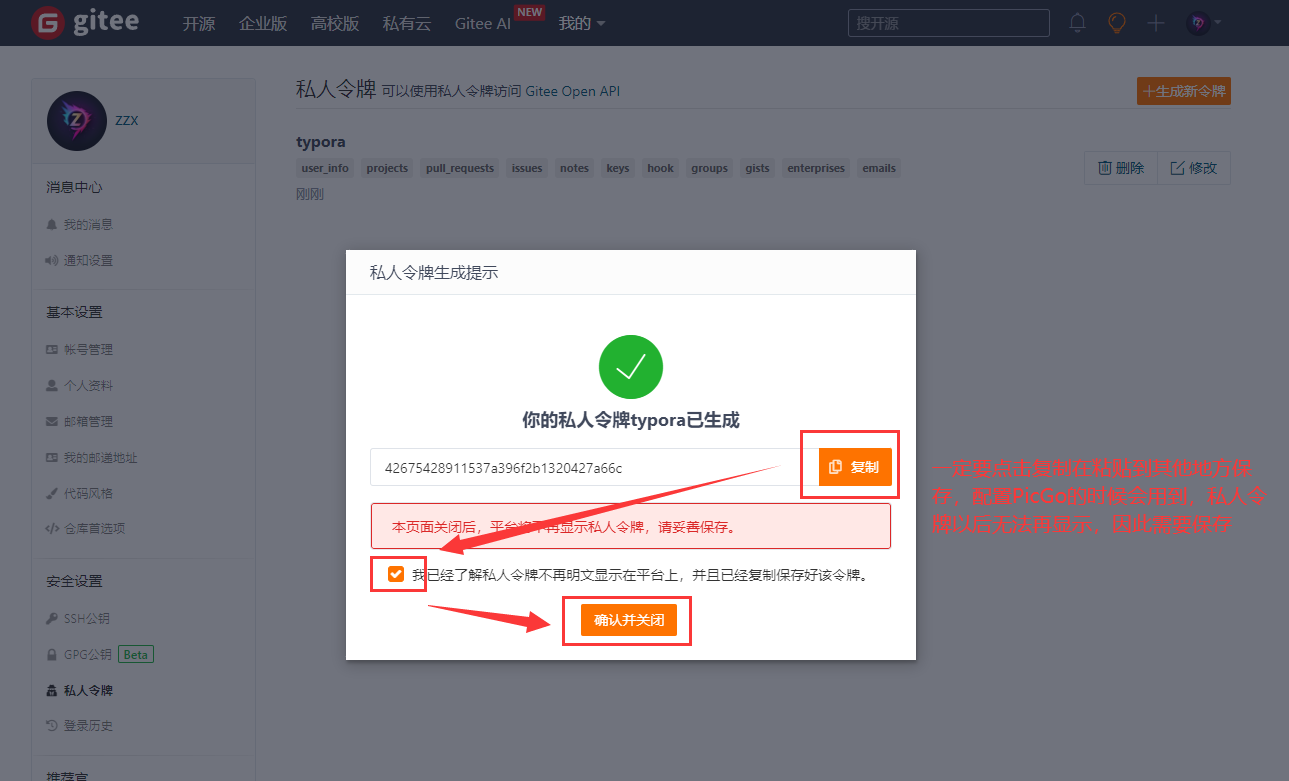 gitee
开源 企业版 高校版 私有云 Gitee AI NEW 我的
搜开源
ZZX
消息中心
我的消息
通知设置
基本设置
帐号管理
个人资料
邮箱管理
我的邮递地址
代码风格
仓库首选项
安全设置
SSH公钥
GPG公钥 Beta
私人令牌
登录历史
私人令牌 可以使用私人令牌访问 Gitee Open API
生成新令牌
typora
user_info projects pull_requests issues notes keys hook groups gists enterprises emails
删除 修改
刚刚
私人令牌生成提示
你的私人令牌typora已生成
42675428911537a396f2b1320427a66c
复制
本页面关闭后，平台将不再显示私人令牌，请妥善保存。
我已经了解私人令牌不再明文显示在平台上，并且已经复制保存好该令牌。
确认并关闭
一定要点击复制在粘贴到其他地方保
存，配置PicGo的时候会用到，私人令
牌以后无法再显示，因此需要保存